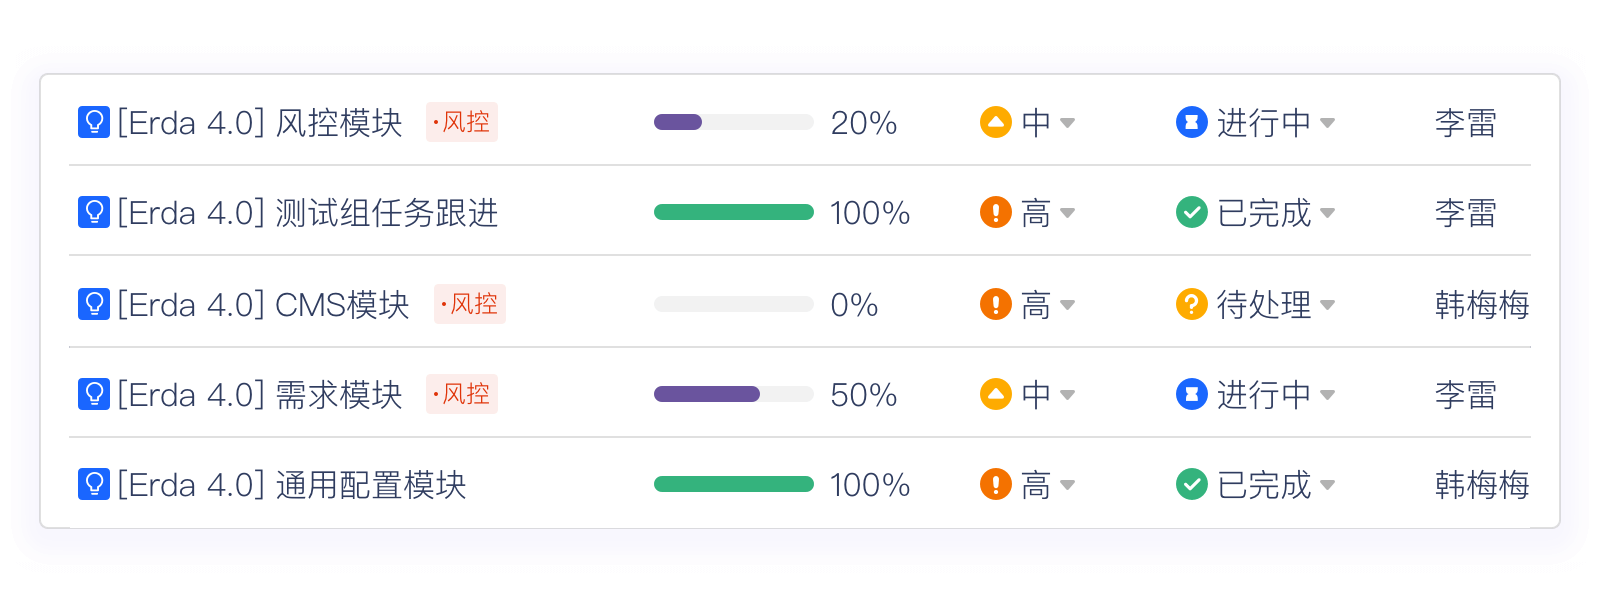 [Erda 4.0] 风控模块 ·风控 20% 中 进行中 李雷
[Erda 4.0] 测试组任务跟进 100% 高 已完成 李雷
[Erda 4.0] CMS模块 ·风控 0% 高 待处理 韩梅梅
[Erda 4.0] 需求模块 ·风控 50% 中 进行中 李雷
[Erda 4.0] 通用配置模块 100% 高 已完成 韩梅梅